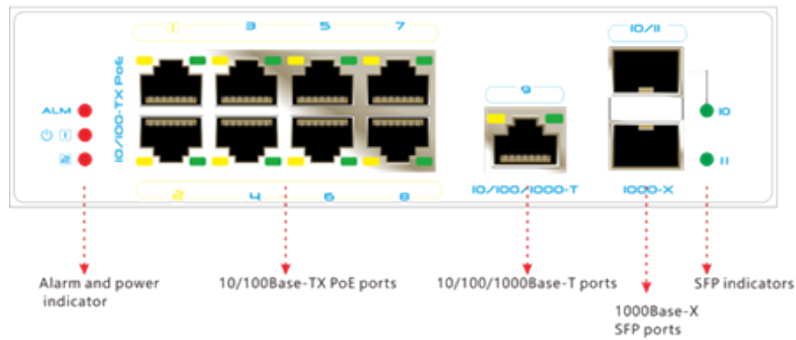 1 3 5 7
10/11
10/100-TX PoE
9
ALM
10
1
2
11
2 4 6 8
10/100/1000-T
1000-X
Alarm and power
indicator
10/100Base-TX PoE ports
10/100/1000Base-T ports
SFP indicators
1000Base-X
SFP ports